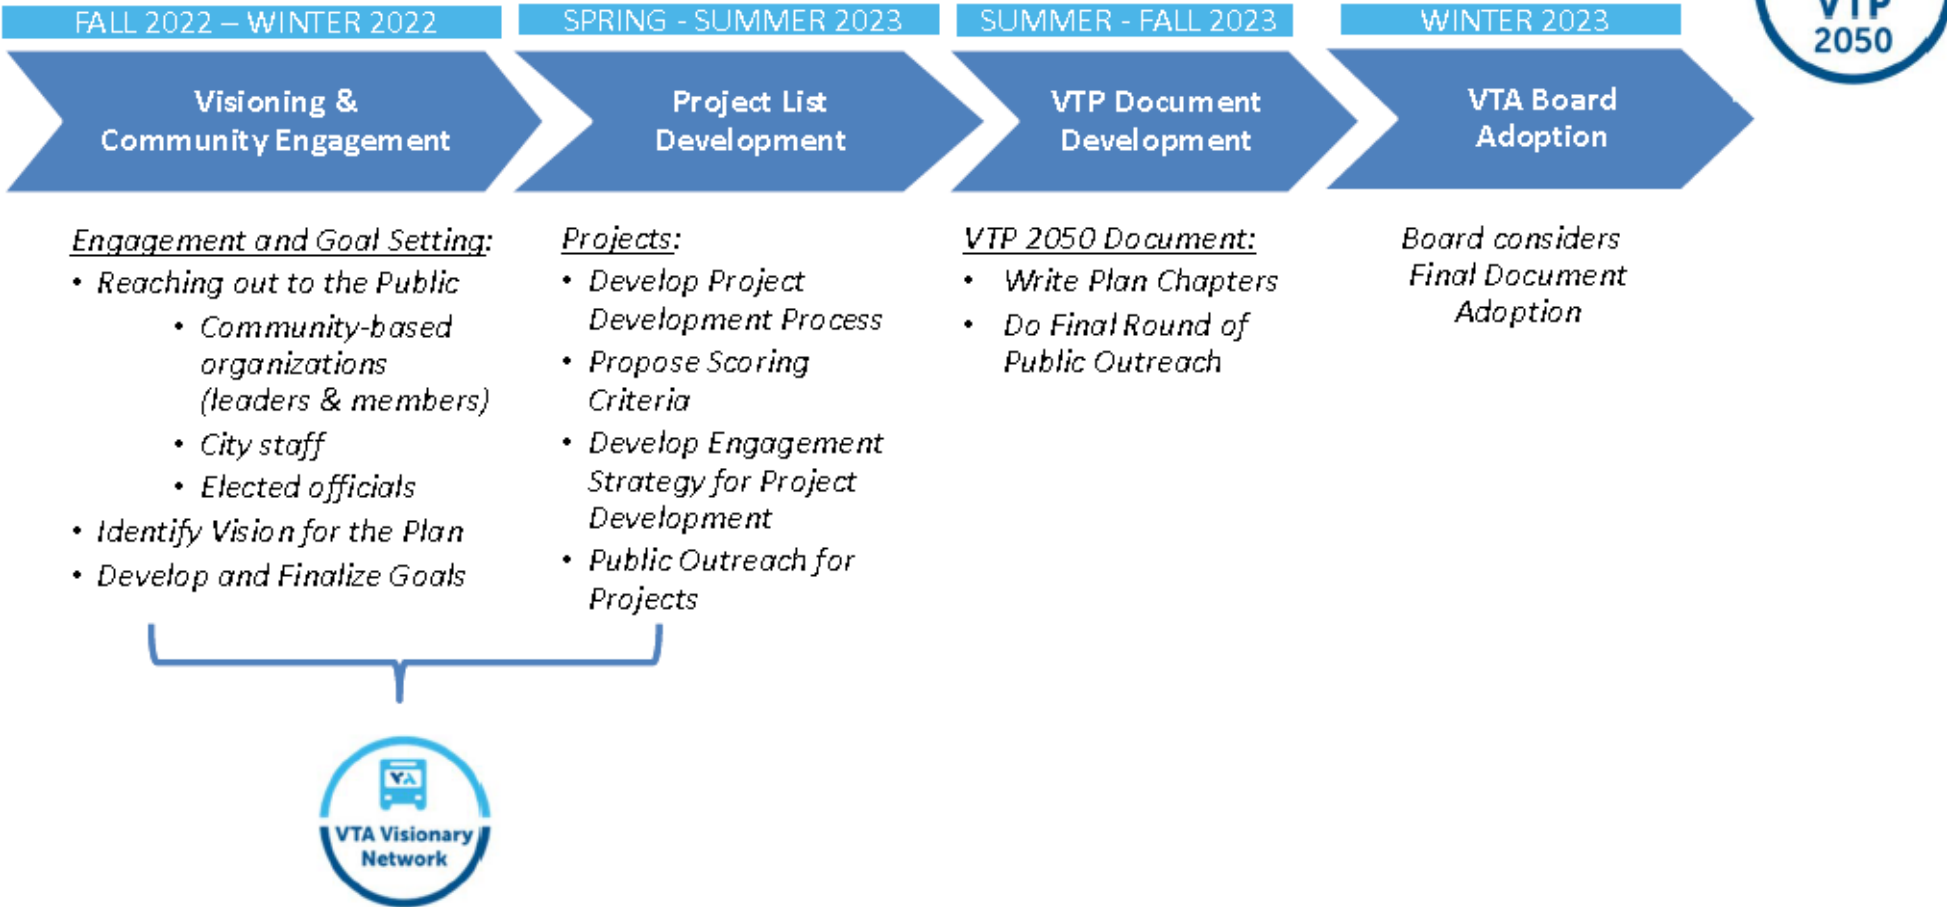 FALL 2022 – WINTER 2022
SPRING - SUMMER 2023
SUMMER - FALL 2023
WINTER 2023
VTP
2050
Visioning &
Community Engagement
Project List
Development
VTP Document
Development
VTA Board
Adoption
Engagement and Goal Setting:
• Reaching out to the Public
• Community-based
organizations
(leaders & members)
• City staff
• Elected officials
• Identify Vision for the Plan
• Develop and Finalize Goals
Projects:
• Develop Project
Development Process
• Propose Scoring
Criteria
• Develop Engagement
Strategy for Project
Development
• Public Outreach for
Projects
VTP 2050 Document:
• Write Plan Chapters
• Do Final Round of
Public Outreach
Board considers
Final Document
Adoption
VTA
VTA Visionary
Network